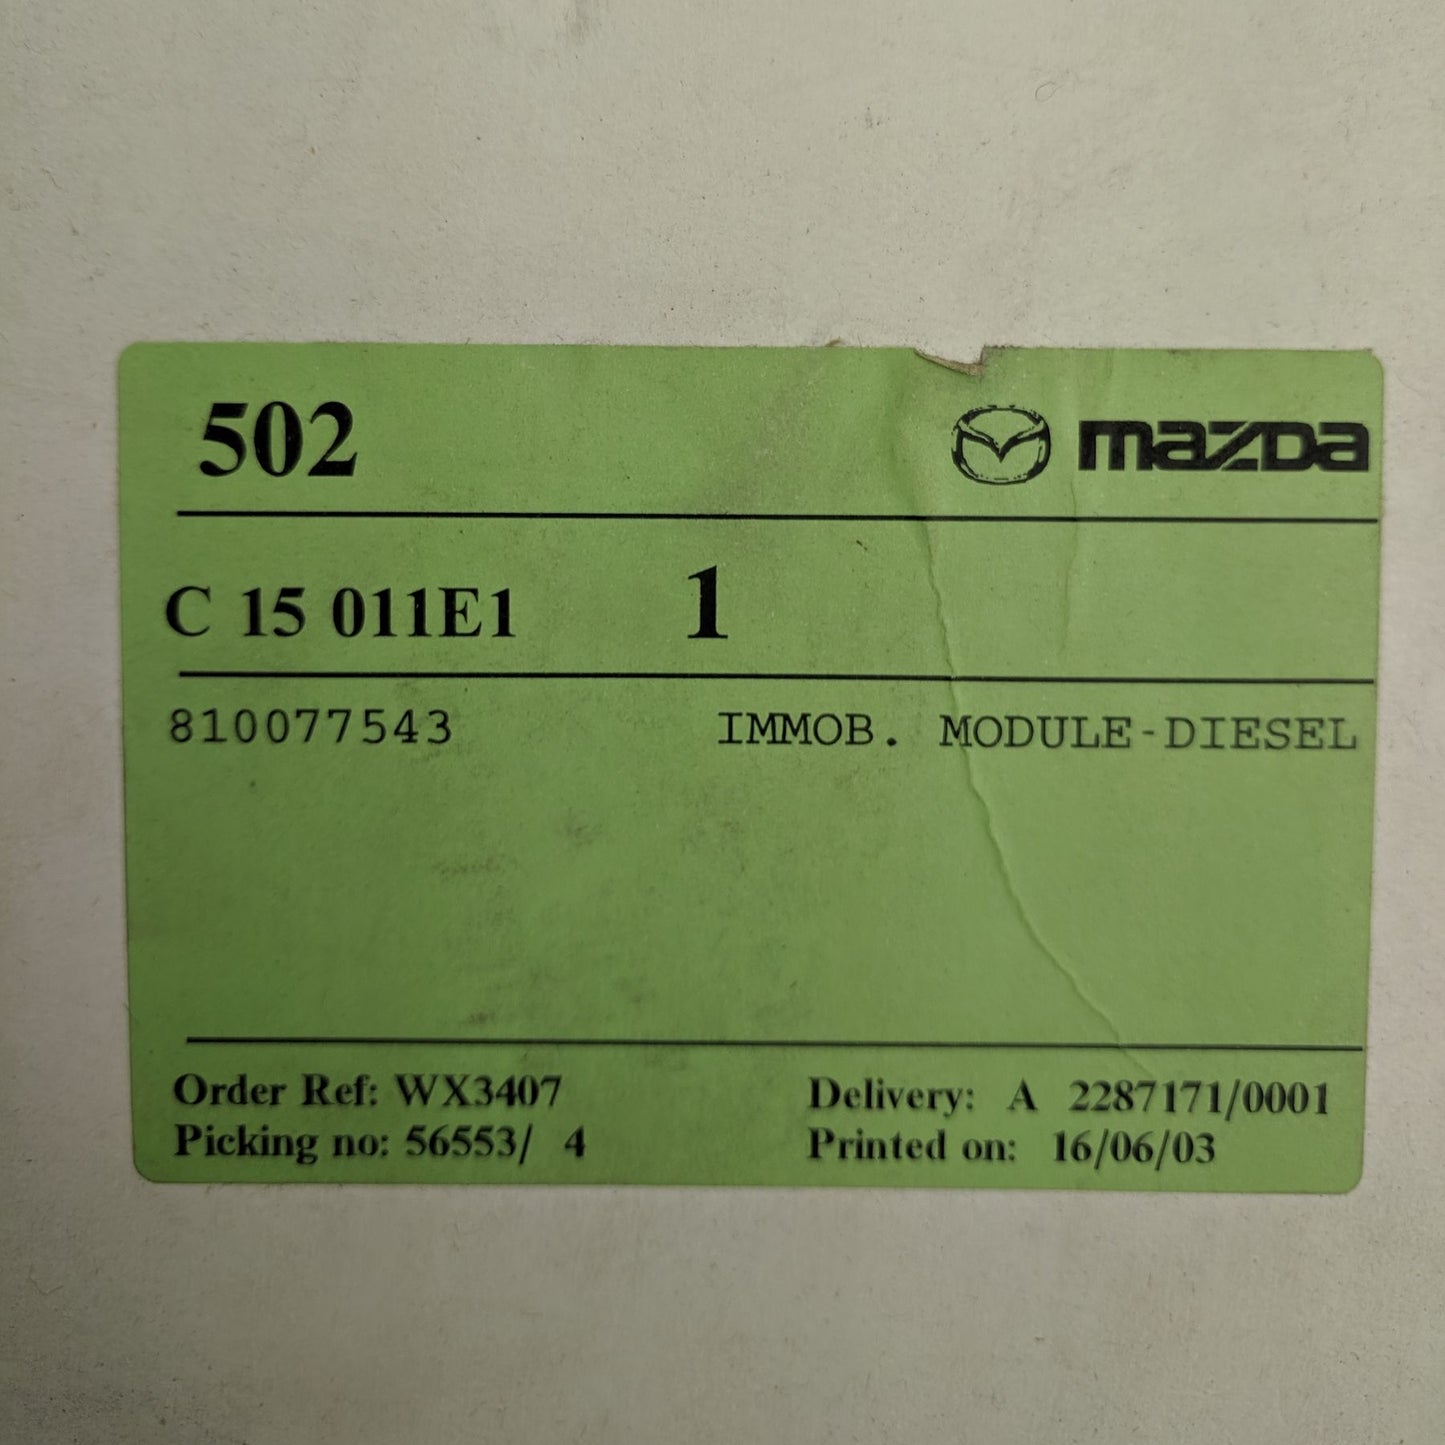 502 mazda
C 15 011E1 1
810077543 IMMOB. MODULE-DIESEL
Order Ref: WX3407 Delivery: A 2287171/0001
Picking no: 56553/ 4 Printed on: 16/06/03